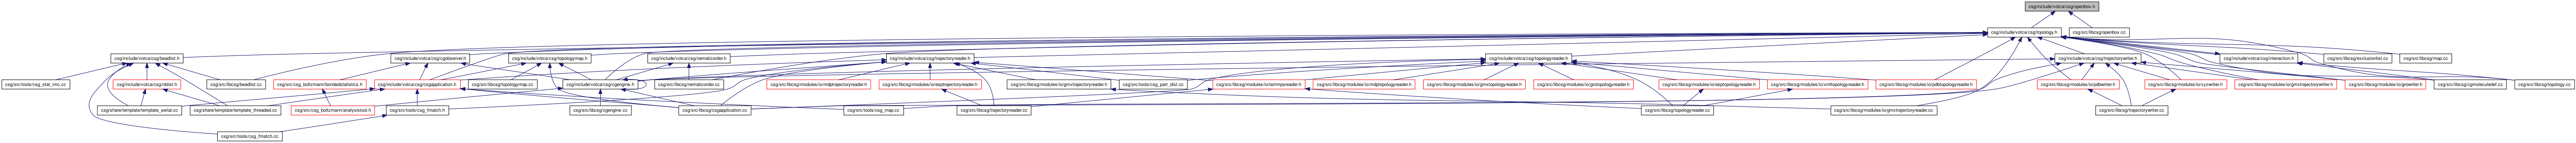 csg/include/votca/csg/openbox.h
csg/include/votca/csg/topology.h
csg/src/libcsg/openbox.cc
csg/include/votca/csg/beadlist.h
csg/include/votca/csg/cgobserver.h
csg/include/votca/csg/topologymap.h
csg/include/votca/csg/nematicorder.h
csg/include/votca/csg/trajectoryreader.h
csg/include/votca/csg/topologyreader.h
csg/include/votca/csg/trajectorywriter.h
csg/include/votca/csg/interaction.h
csg/src/libcsg/exclusionlist.cc
csg/src/libcsg/map.cc
csg/src/tools/csg_stat_imc.cc
csg/include/votca/csg/nblist.h
csg/src/libcsg/beadlist.cc
csg/src/csg_boltzmann/bondedstatistics.h
csg/include/votca/csg/csgapplication.h
csg/src/libcsg/topologymap.cc
csg/include/votca/csg/cgengine.h
csg/src/libcsg/nematicorder.cc
csg/src/libcsg/modules/io/dlpolytrajectoryreader.h
csg/src/libcsg/modules/io/espresso­trajectoryreader.h
csg/src/libcsg/modules/io/gmxtrajectoryreader.h
csg/src/tools/csg_part_dist.cc
csg/src/libcsg/modules/io/lammpsreader.h
csg/src/libcsg/modules/io/gmxtopologyreader.h
csg/src/libcsg/modules/io/grotopologyreader.h
csg/src/libcsg/modules/io/xmltopologyreader.h
csg/src/libcsg/modules/io/pdbtopologyreader.h
csg/src/libcsg/modules/io/pdbwriter.h
csg/src/libcsg/modules/io/xyzwriter.h
csg/src/libcsg/modules/io/gmxtrajectorywriter.h
csg/src/libcsg/modules/io/growriter.h
csg/src/libcsg/cgmoleculedef.cc
csg/src/libcsg/topology.cc
csg/share/template/template_serial.cc
csg/share/template/template_threaded.cc
csg/src/csg_boltzmann/analysistool.h
csg/src/tools/csg_fmatch.h
csg/src/libcsg/cgengine.cc
csg/src/libcsg/csgapplication.cc
csg/src/tools/csg_map.cc
csg/src/libcsg/trajectoryreader.cc
csg/src/libcsg/topologyreader.cc
csg/src/libcsg/modules/io/gmxtrajectoryreader.cc
csg/src/libcsg/trajectorywriter.cc
csg/src/tools/csg_fmatch.cc